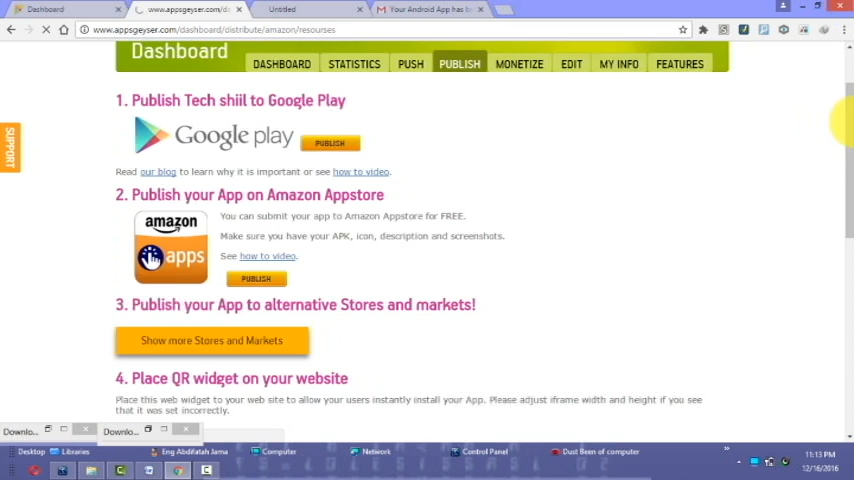 Dashboard
www.appsgeyser.com/da
Untitled
Your Android App has b
www.appsgeyser.com/dashboard/distribute/amazon/resourses
Dashboard
DASHBOARD STATISTICS PUSH PUBLISH MONETIZE EDIT MY INFO FEATURES
SUPPORT
1. Publish Tech shiil to Google Play
Google play PUBLISH
Read our blog to learn why it is important or see how to video.
2. Publish your App on Amazon Appstore
amazon apps
You can submit your app to Amazon Appstore for FREE.
Make sure you have your APK, icon, description and screenshots.
See how to video.
PUBLISH
3. Publish your App to alternative Stores and markets!
Show more Stores and Markets
4. Place QR widget on your website
Place this web widget to your web site to allow your users instantly install your App. Please adjust iframe width and height if you see
that it was set incorrectly.
Downlo... Downlo...
Desktop Libraries Eng Abdifatah Jama Computer Network Control Panel Dust Been of computer
11:13 PM
12/16/2016